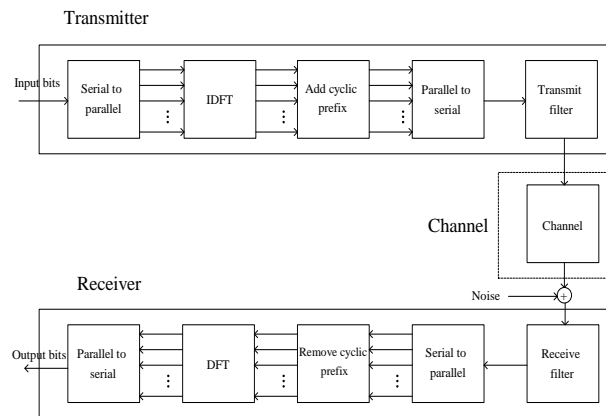 Transmitter
Input bits
Serial to
parallel
IDFT
Add cyclic
prefix
Parallel to
serial
Transmit
filter
Channel
Channel
Receiver
Noise
+
Output bits
Parallel to
serial
DFT
Remove cyclic
prefix
Serial to
parallel
Receive
filter